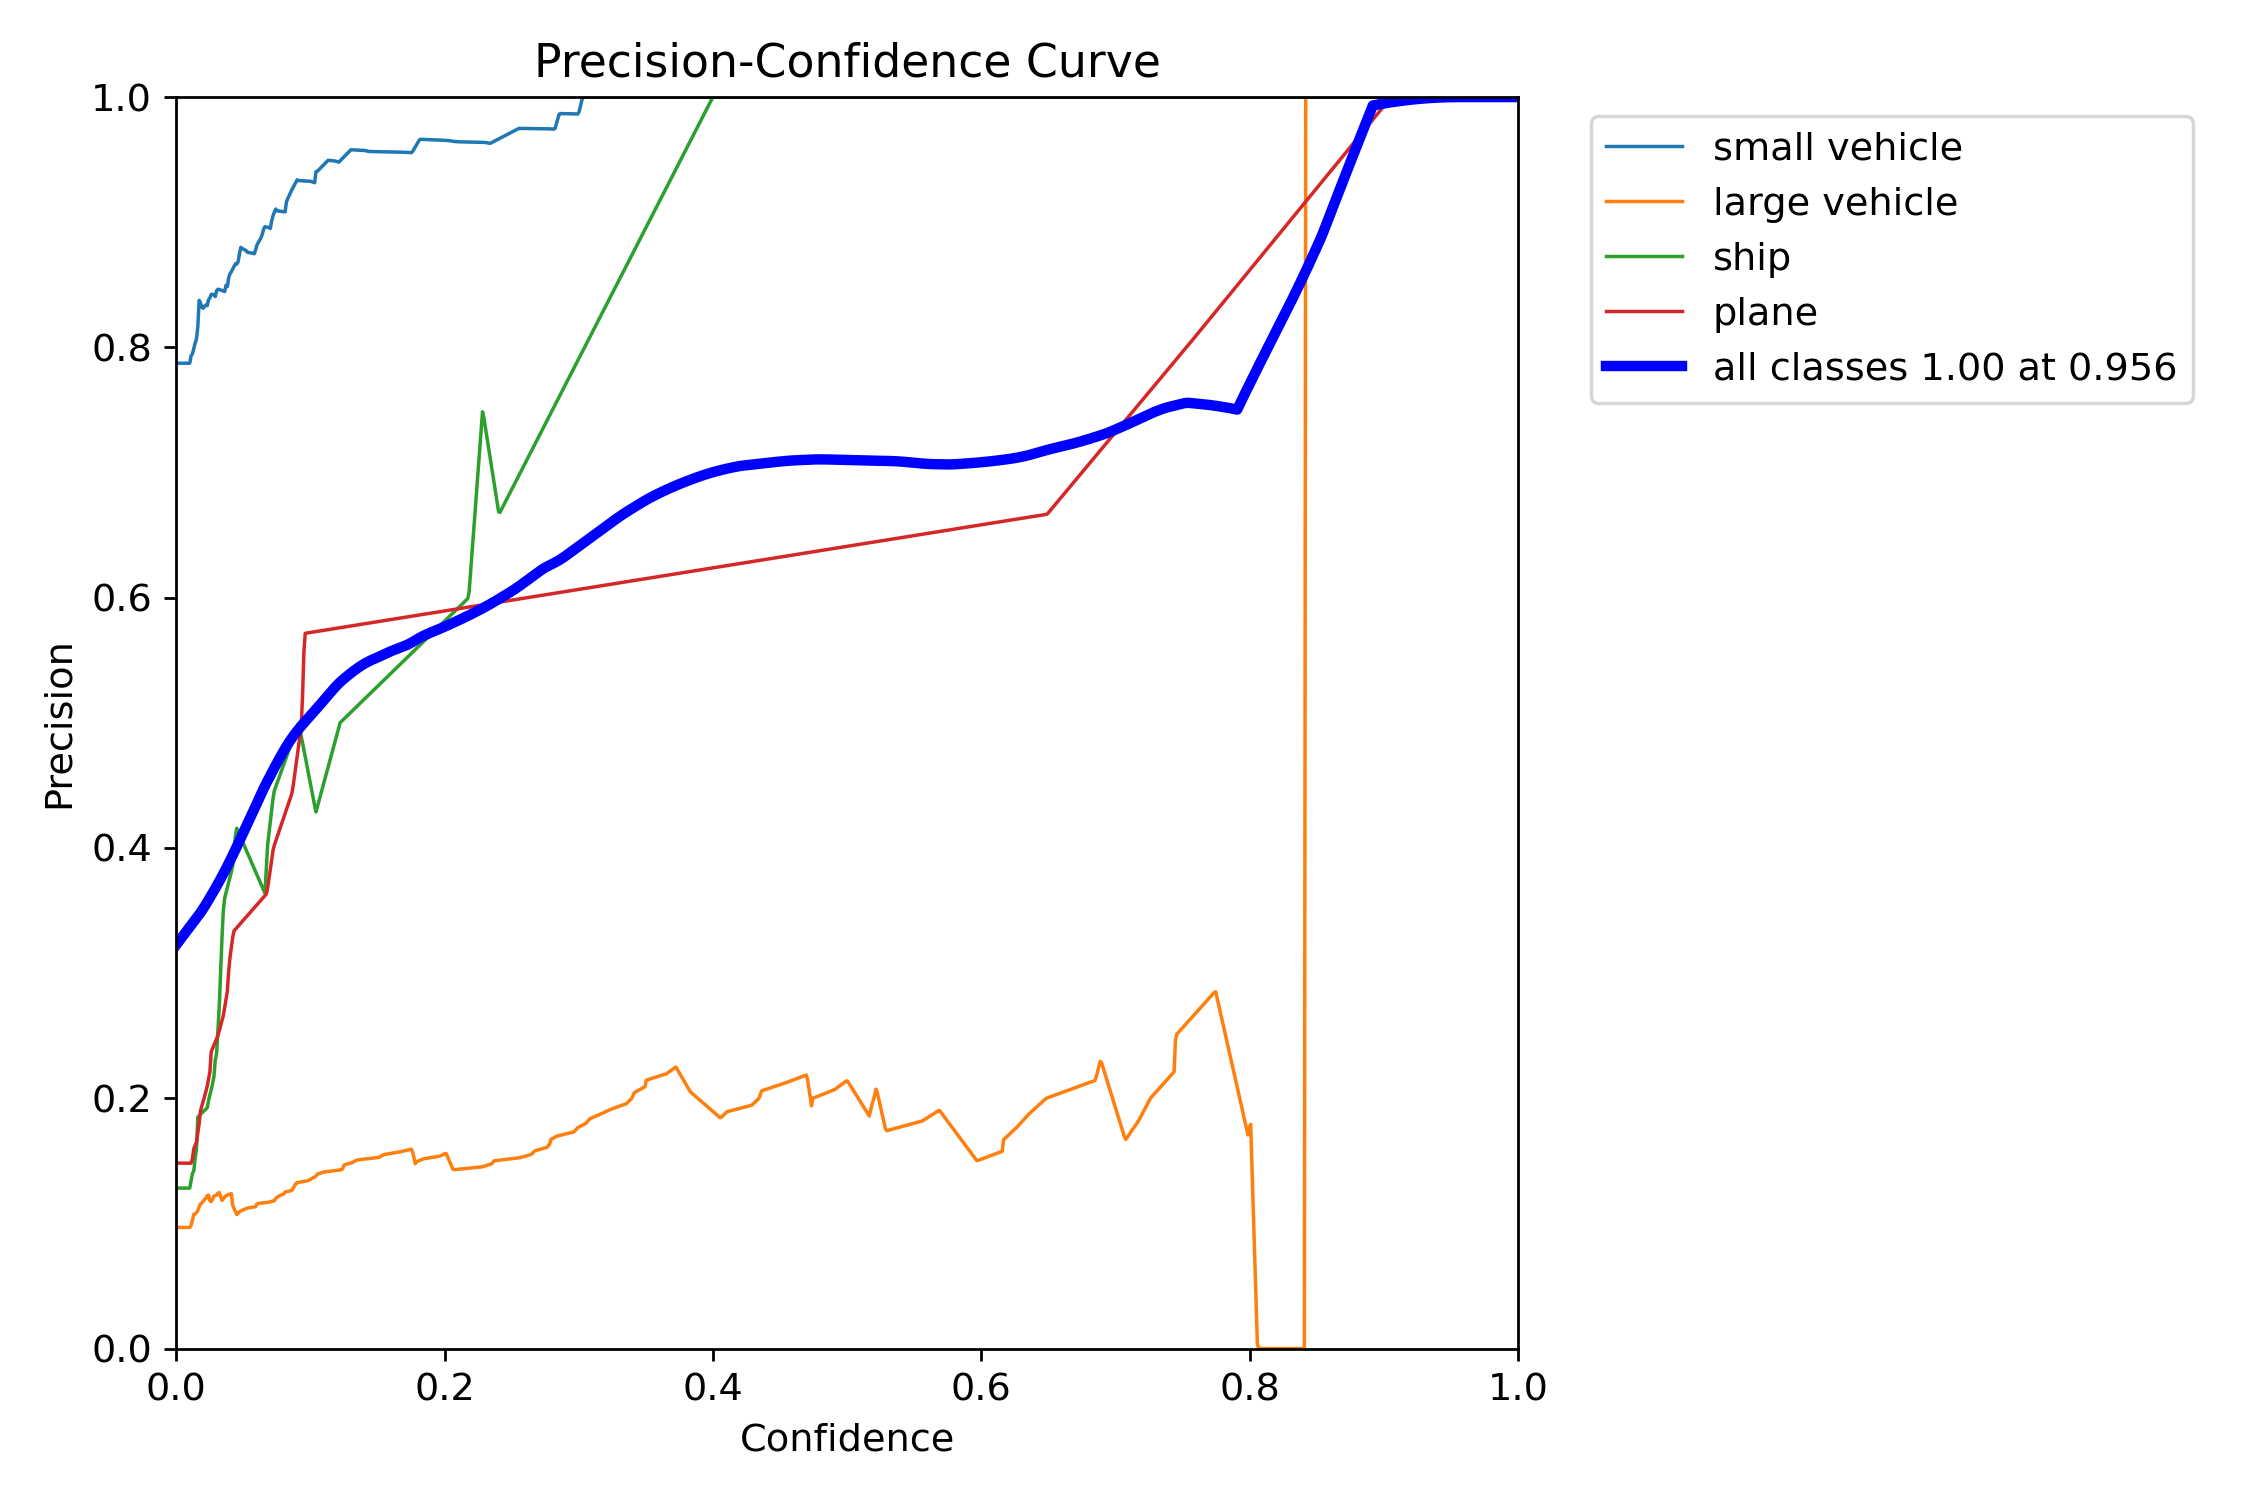 Precision-Confidence Curve
1.0
0.8
0.6
0.4
0.2
0.0
Precision
0.0 0.2 0.4 0.6 0.8 1.0
Confidence
small vehicle
large vehicle
ship
plane
all classes 1.00 at 0.956